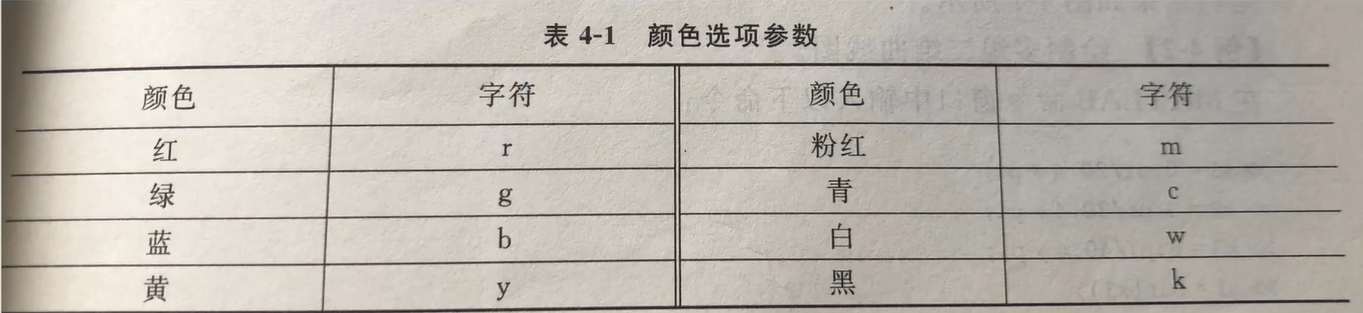 表 4-1 颜色选项参数
颜色 字符 颜色 字符
红 r 粉红 m
绿 g 青 c
蓝 b 白 w
黄 y 黑 k